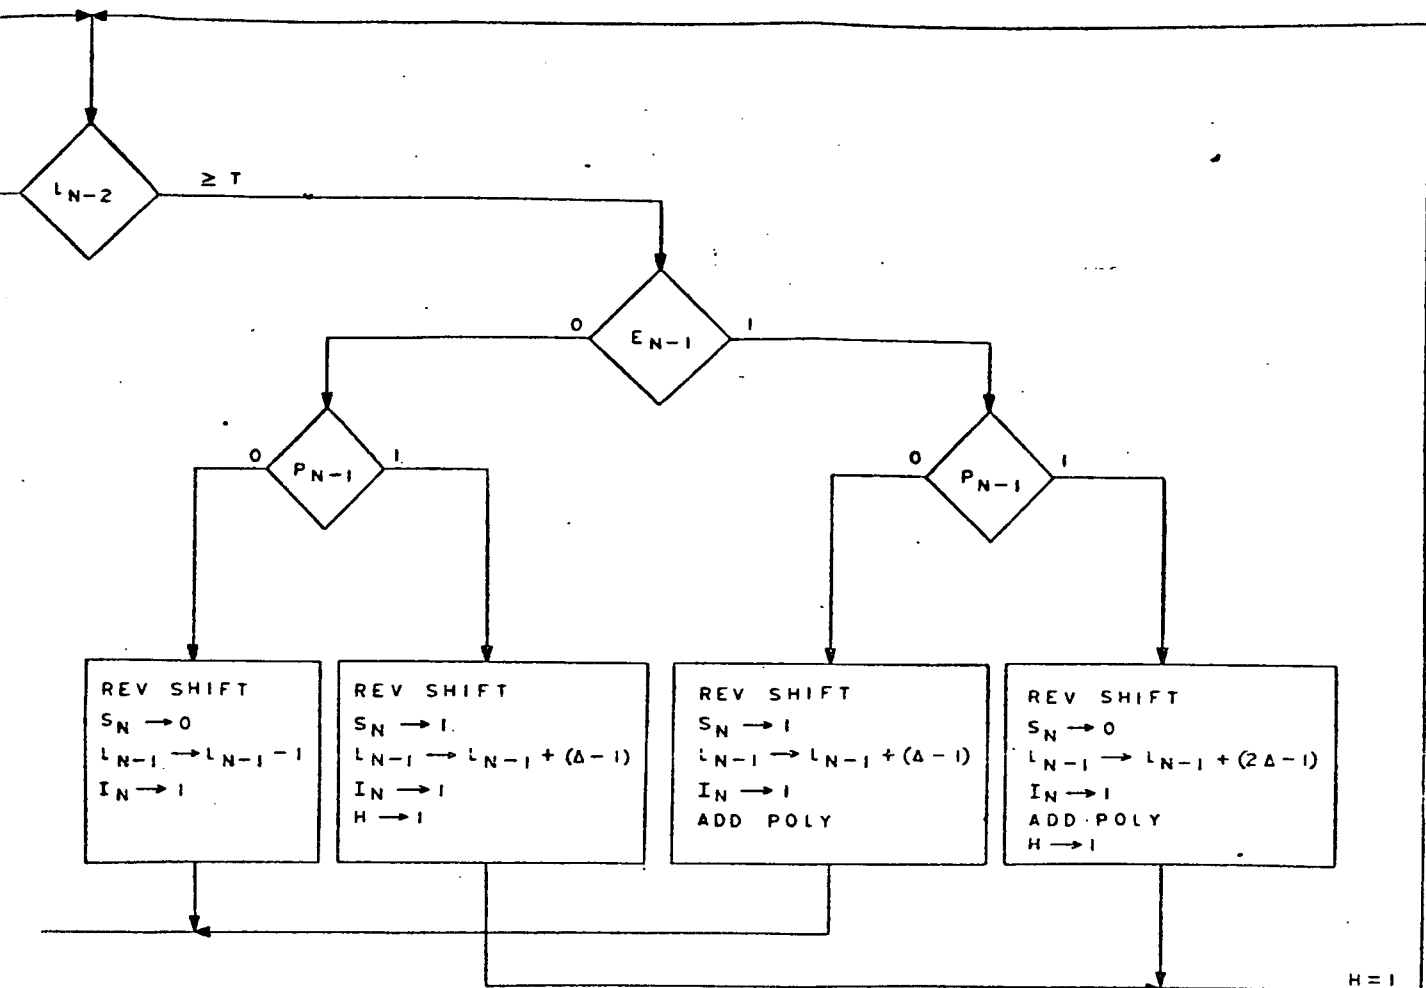 L N-2
≥ T
0
E N-1
1
0
P N-1
1
0
P N-1
1
REV SHIFT
S N → 0
L N-1 → L N-1 - 1
I N → 1
REV SHIFT
S N → 1
L N-1 → L N-1 + (Δ-1)
I N → 1
H → 1
REV SHIFT
S N → 1
L N-1 → L N-1 + (Δ-1)
I N → 1
ADD POLY
REV SHIFT
S N → 0
L N-1 → L N-1 + (2Δ-1)
I N → 1
ADD POLY
H → 1
H = 1